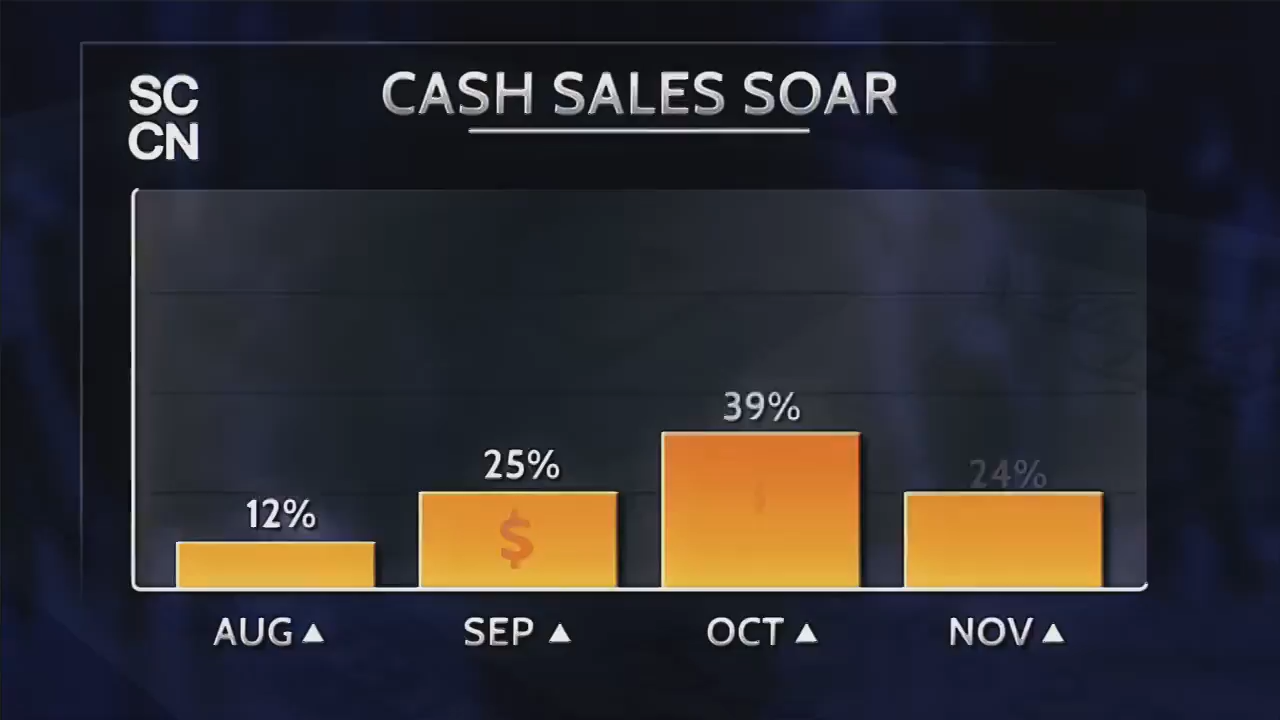 SC
CN
CASH SALES SOAR
39%
25%
24%
12%
$
AUG ▲
SEP ▲
OCT ▲
NOV ▲